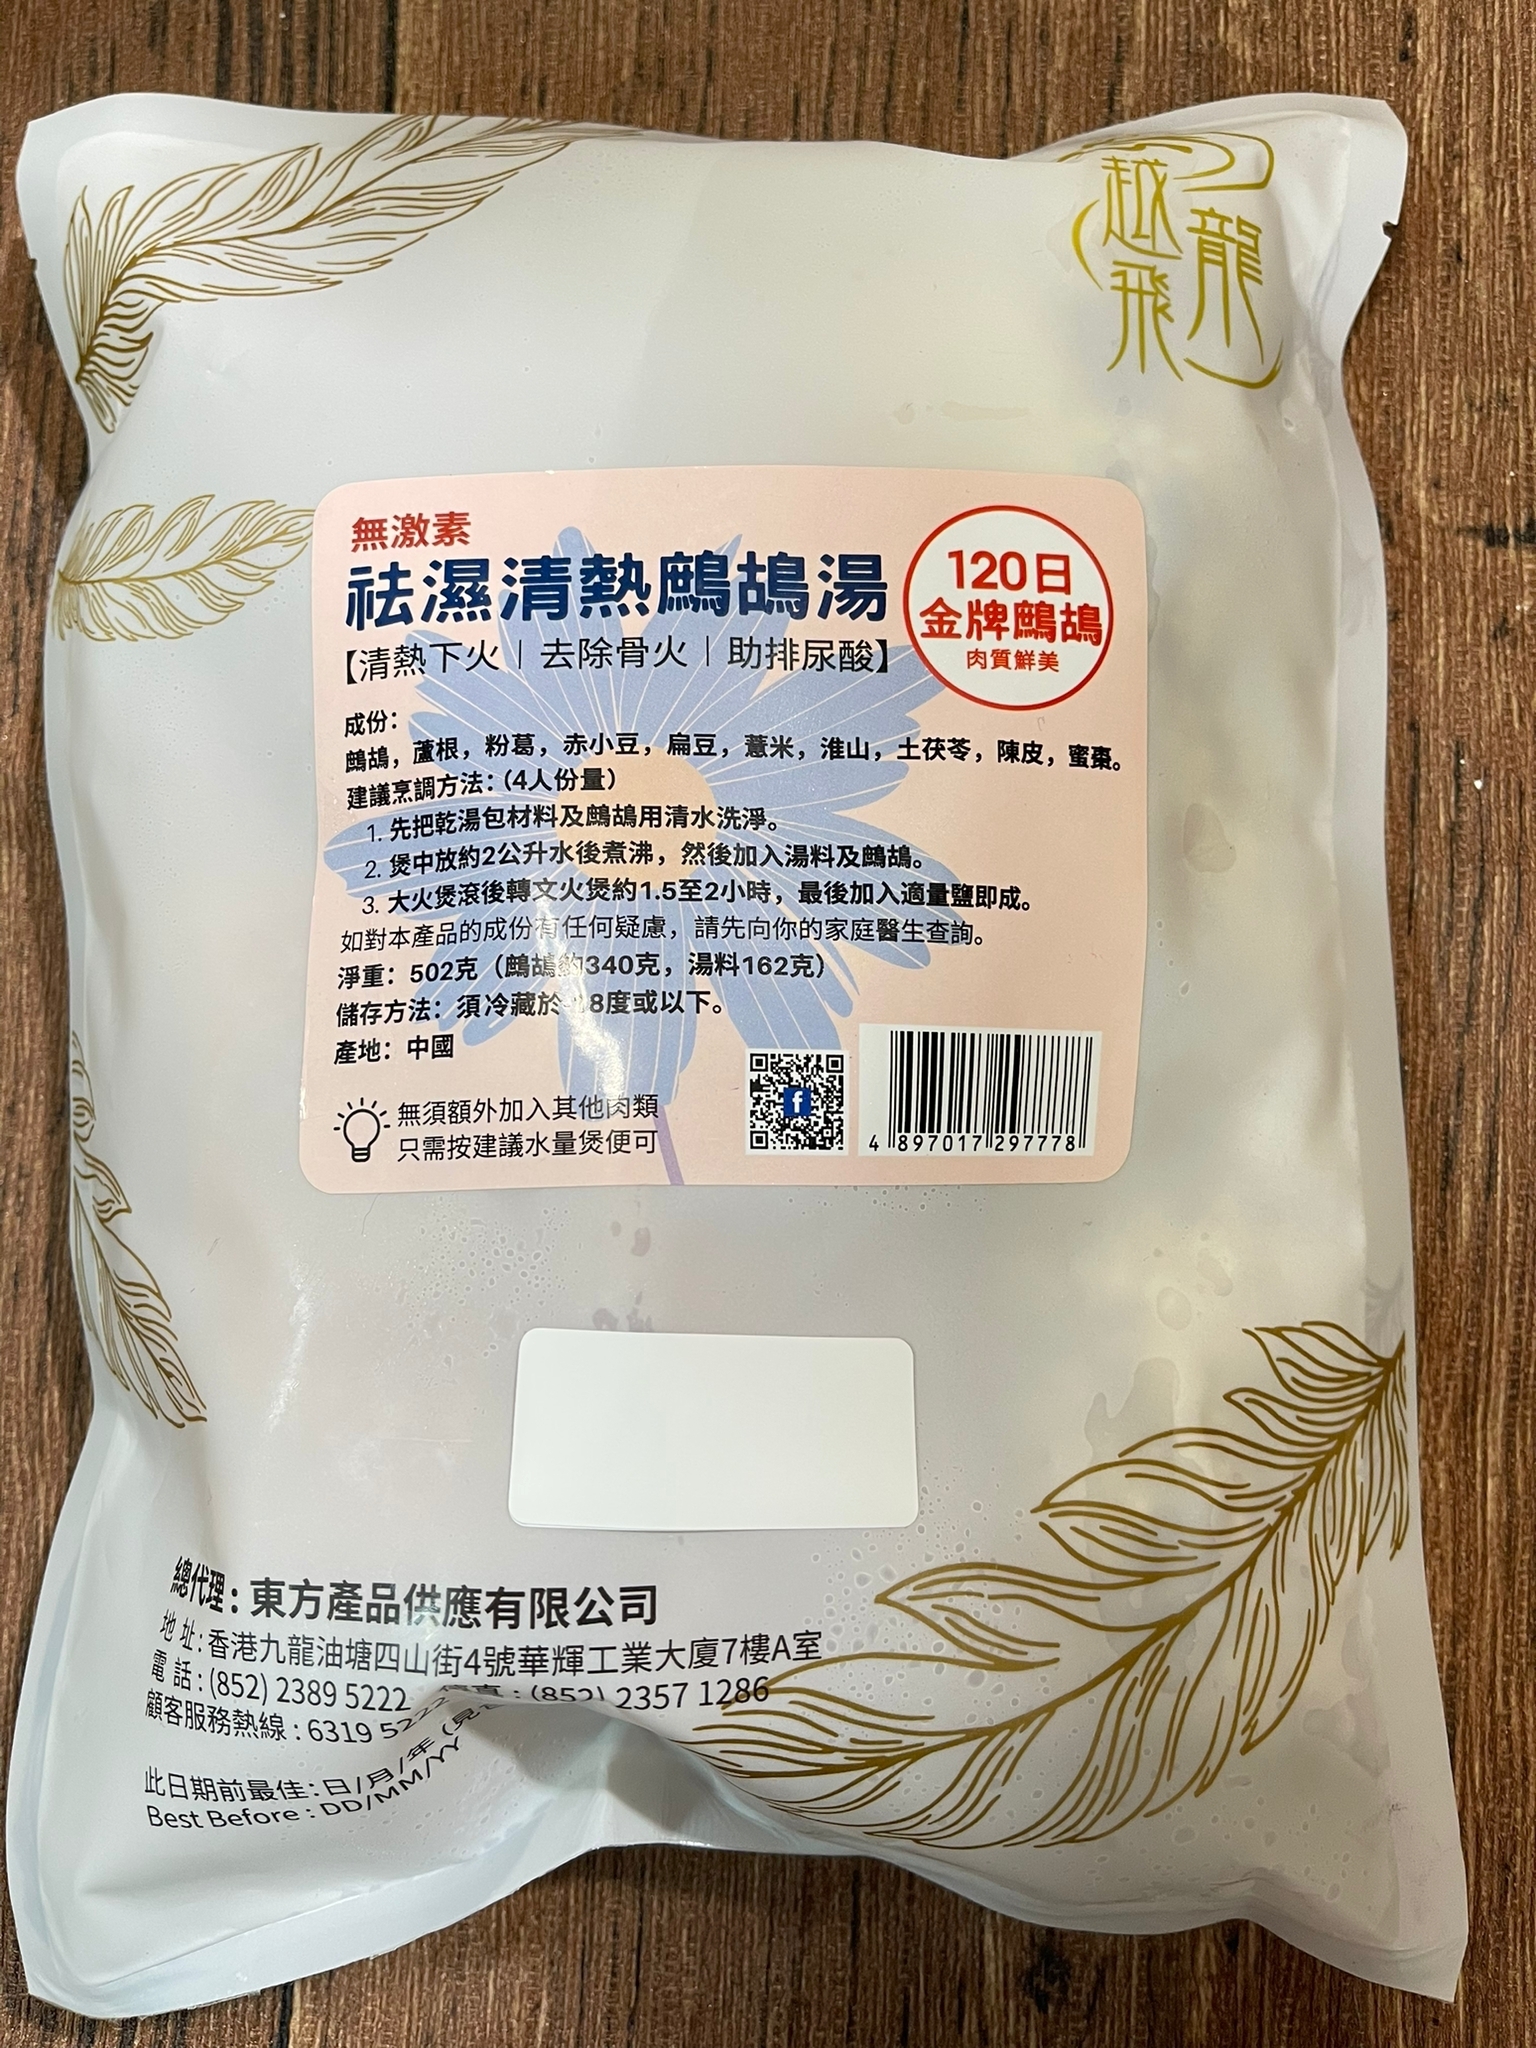 越龍飛
無激素
祛濕清熱鷓鴣湯
【清熱下火｜去除骨火｜助排尿酸】
120日
金牌鷓鴣
肉質鮮美
成份：
鷓鴣，蘆根，粉葛，赤小豆，扁豆，薏米，淮山，土茯苓，陳皮，蜜棗。
建議烹調方法：（4人份量）
1. 先把乾湯包材料及鷓鴣用清水洗淨。
2. 煲中放約2公升水後煮沸，然後加入湯料及鷓鴣。
3. 大火煲滾後轉文火煲約1.5至2小時，最後加入適量鹽即成。
如對本產品的成份有任何疑慮，請先向你的家庭醫生查詢。
淨重：502克（鷓鴣約340克，湯料162克）
儲存方法：須冷藏於-18度或以下。
產地：中國
無須額外加入其他肉類
只需按建議水量煲便可
4 897017 297778
總代理：東方產品供應有限公司
地址：香港九龍油塘四山街4號華輝工業大廈7樓A室
電話：(852) 2389 5222 傳真：(852) 2357 1286
顧客服務熱線：6319 5222
此日期前最佳：日/月/年（見
Best Before : DD/MM/YY